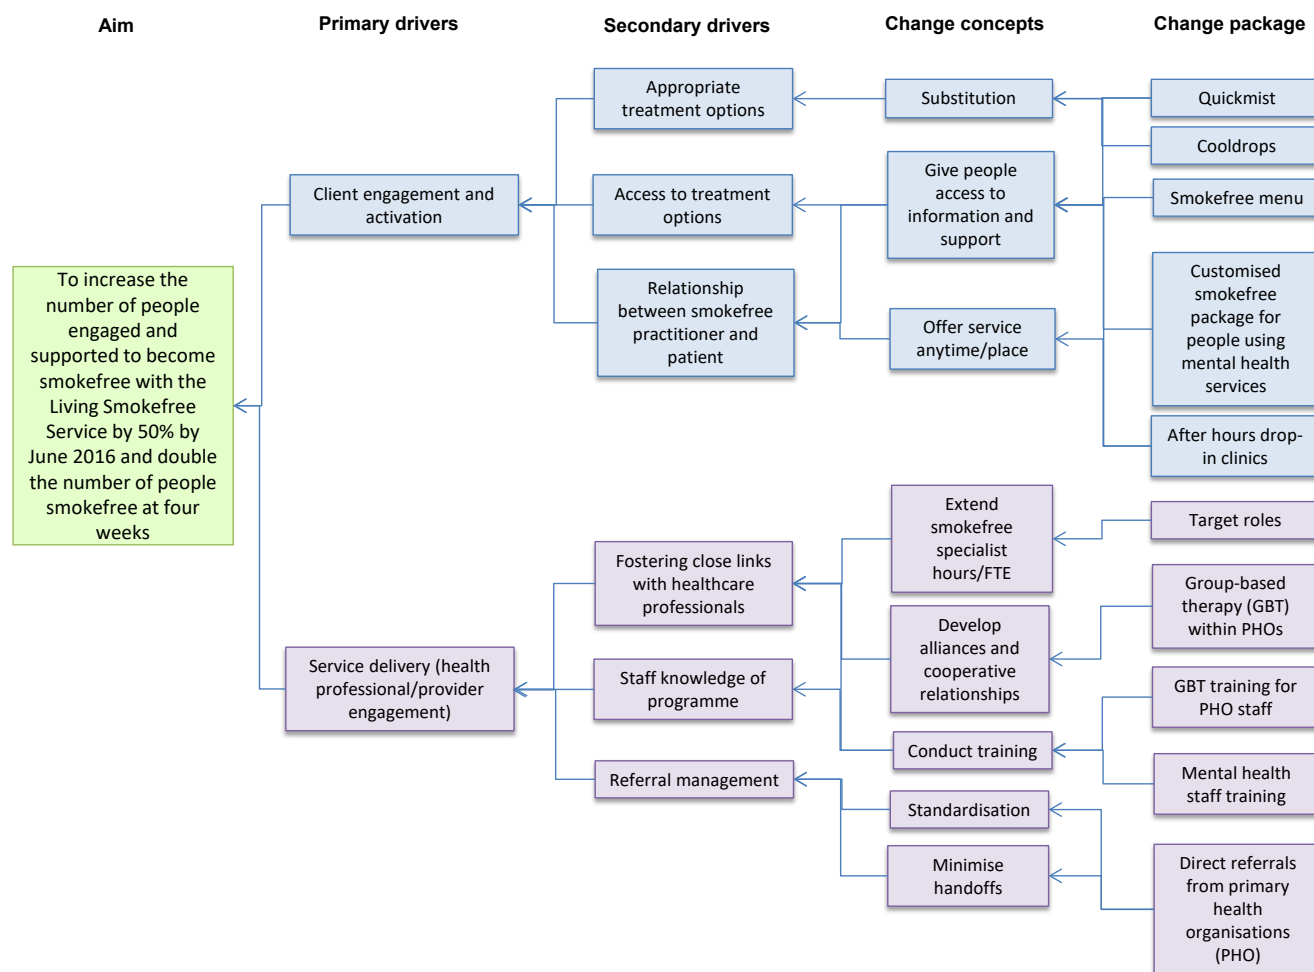 Aim
Primary drivers
Secondary drivers
Change concepts
Change package
To increase the
number of people
engaged and
supported to become
smokefree with the
Living Smokefree
Service by 50% by
June 2016 and double
the number of people
smokefree at four
weeks
Client engagement and
activation
Service delivery (health
professional/provider
engagement)
Appropriate
treatment options
Access to treatment
options
Relationship
between smokefree
practitioner and
patient
Fostering close links
with healthcare
professionals
Staff knowledge of
programme
Referral management
Substitution
Give people
access to
information and
support
Offer service
anytime/place
Extend
smokefree
specialist
hours/FTE
Develop
alliances and
cooperative
relationships
Conduct training
Standardisation
Minimise
handoffs
Quickmist
Cooldrops
Smokefree menu
Customised
smokefree
package for
people using
mental health
services
After hours drop-
in clinics
Target roles
Group-based
therapy (GBT)
within PHOs
GBT training for
PHO staff
Mental health
staff training
Direct referrals
from primary
health
organisations
(PHO)